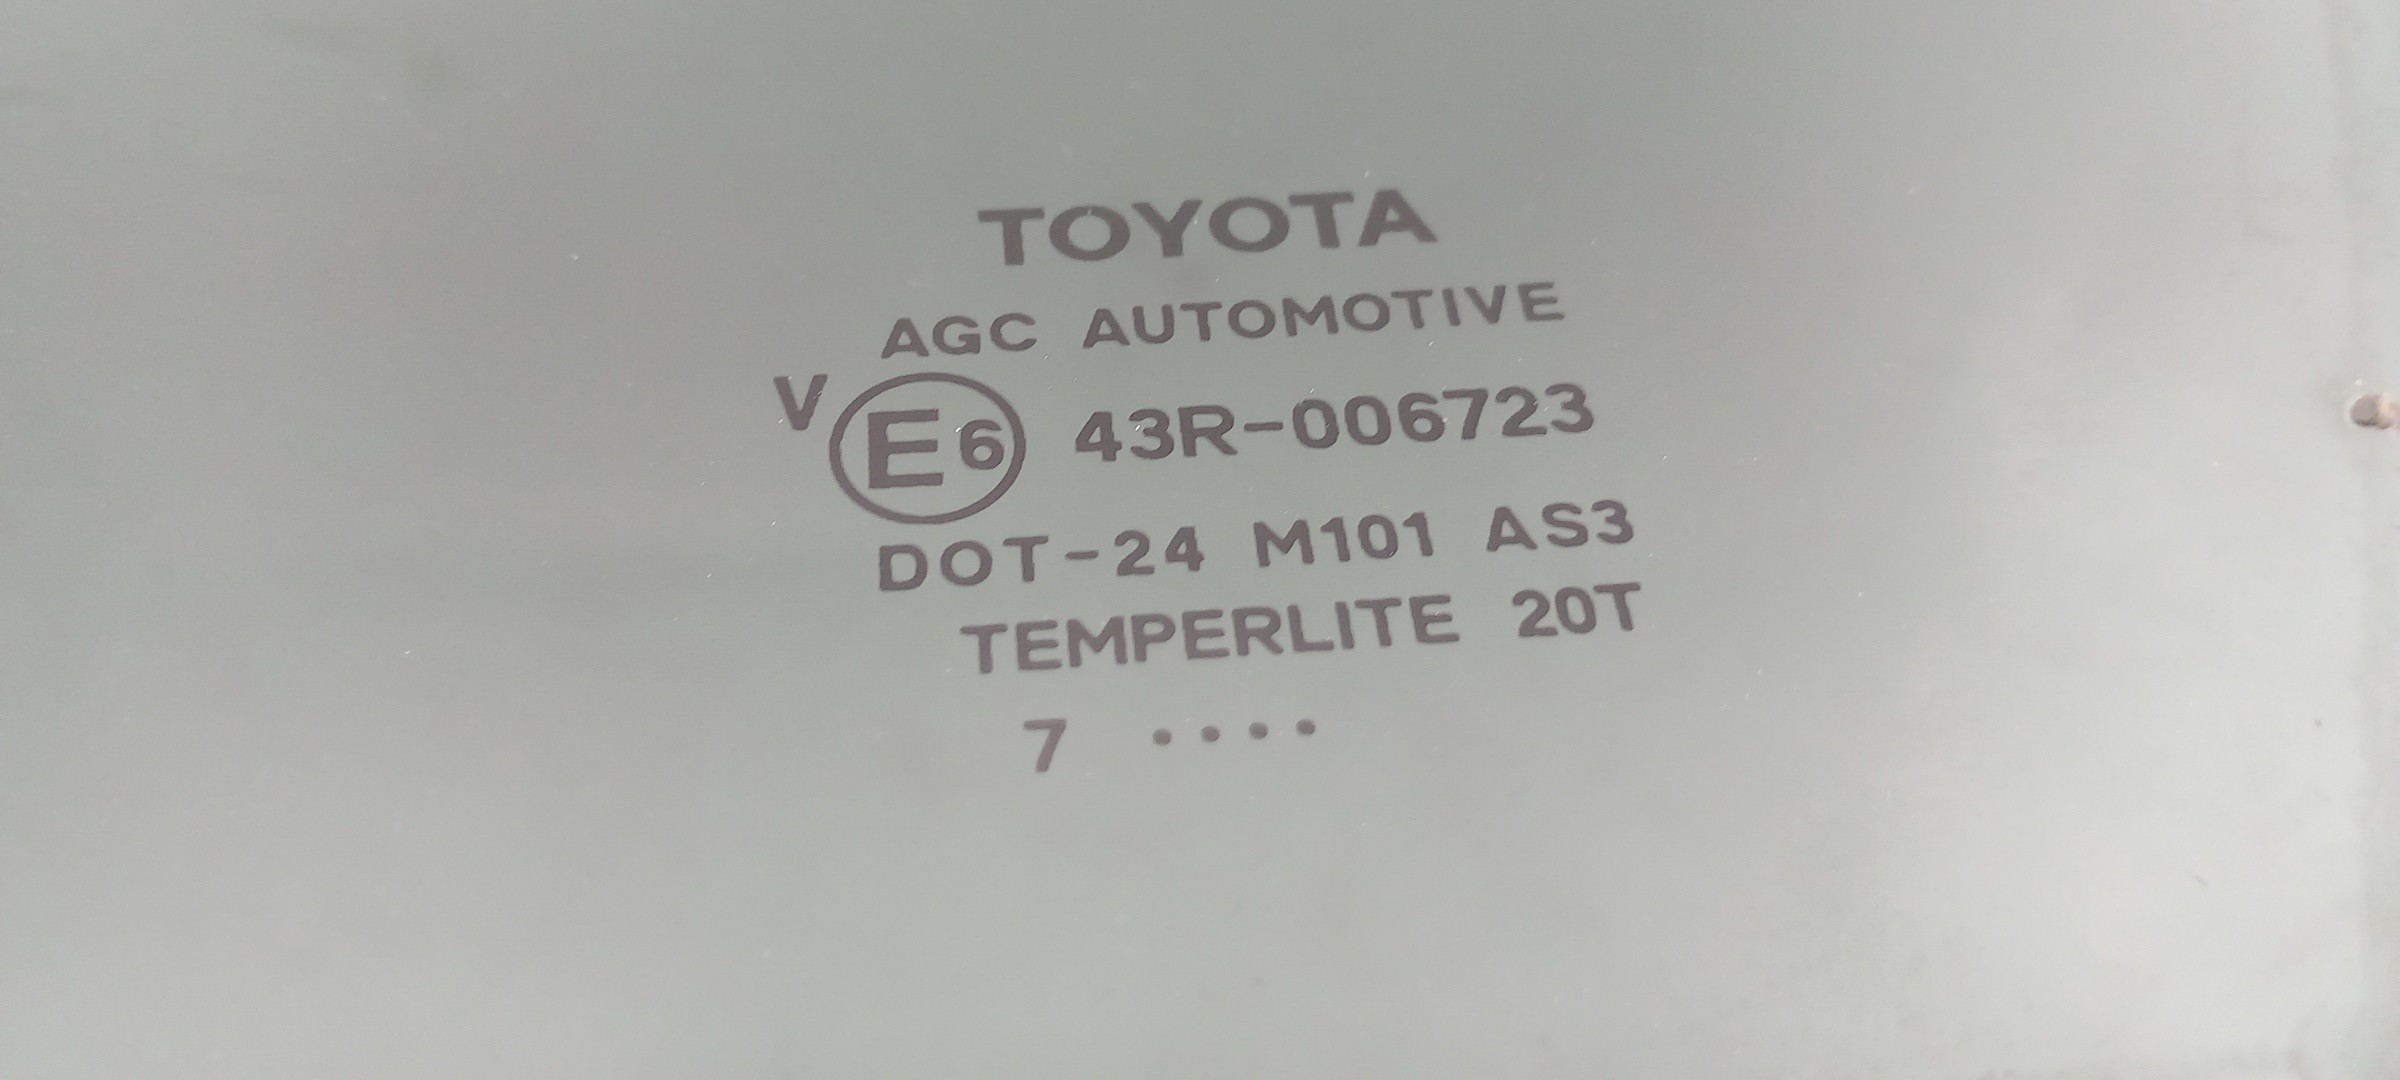 TOYOTA
AGC AUTOMOTIVE
V E6 43R-006723
DOT-24 M101 AS3
TEMPERLITE 20T
7 ····